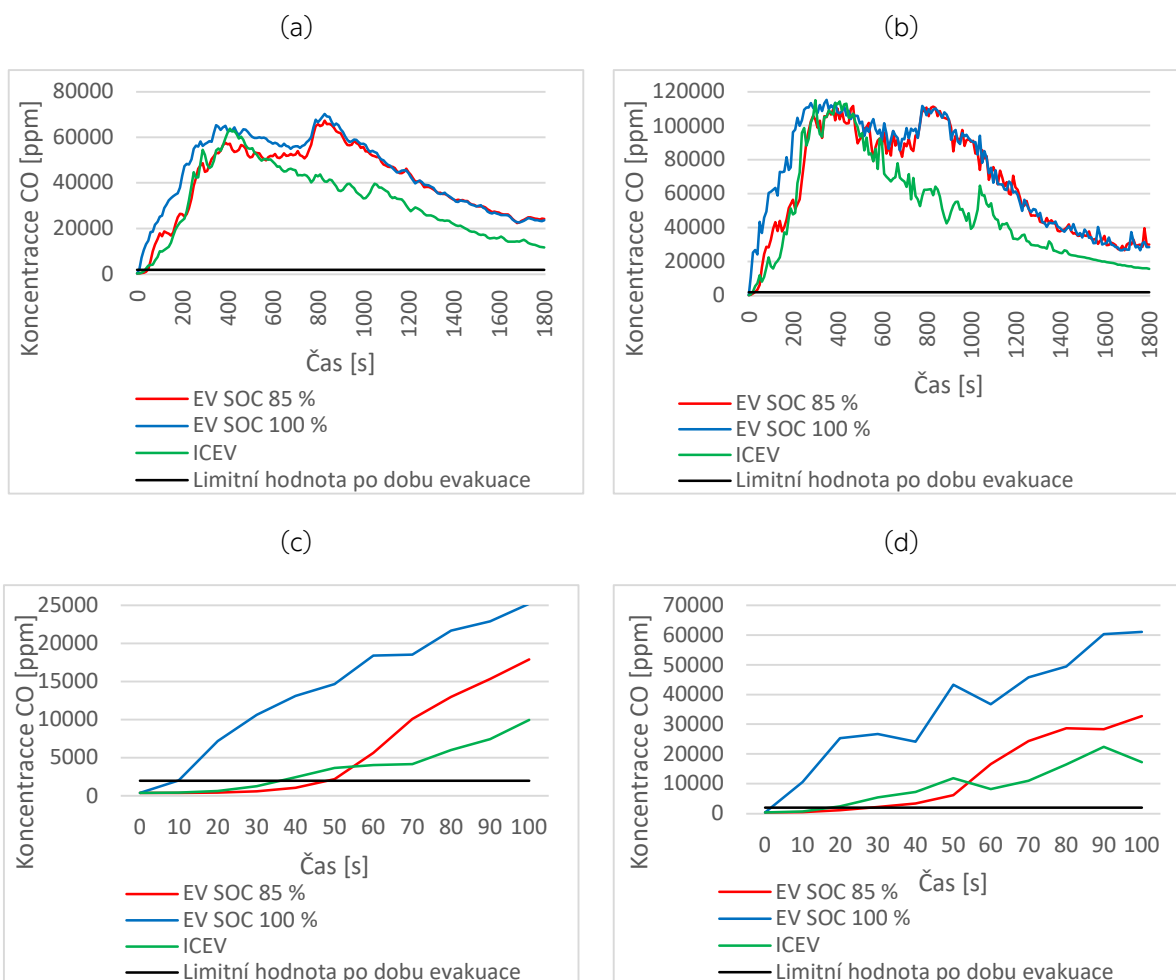 (a)
Koncentracce CO [ppm]
80000
60000
40000
20000
0
0 200 400 600 800 1000 1200 1400 1600 1800
Čas [s]
EV SOC 85 %
EV SOC 100 %
ICEV
Limitní hodnota po dobu evakuace
(b)
Koncentracce CO [ppm]
120000
100000
80000
60000
40000
20000
0
0 200 400 600 800 1000 1200 1400 1600 1800
Čas [s]
EV SOC 85 %
EV SOC 100 %
ICEV
Limitní hodnota po dobu evakuace
(c)
Koncentracce CO [ppm]
25000
20000
15000
10000
5000
0
0 10 20 30 40 50 60 70 80 90 100
Čas [s]
EV SOC 85 %
EV SOC 100 %
ICEV
Limitní hodnota po dobu evakuace
(d)
Koncentracce CO [ppm]
70000
60000
50000
40000
30000
20000
10000
0
0 10 20 30 40 50 60 70 80 90 100
Čas [s]
EV SOC 85 %
EV SOC 100 %
ICEV
Limitní hodnota po dobu evakuace